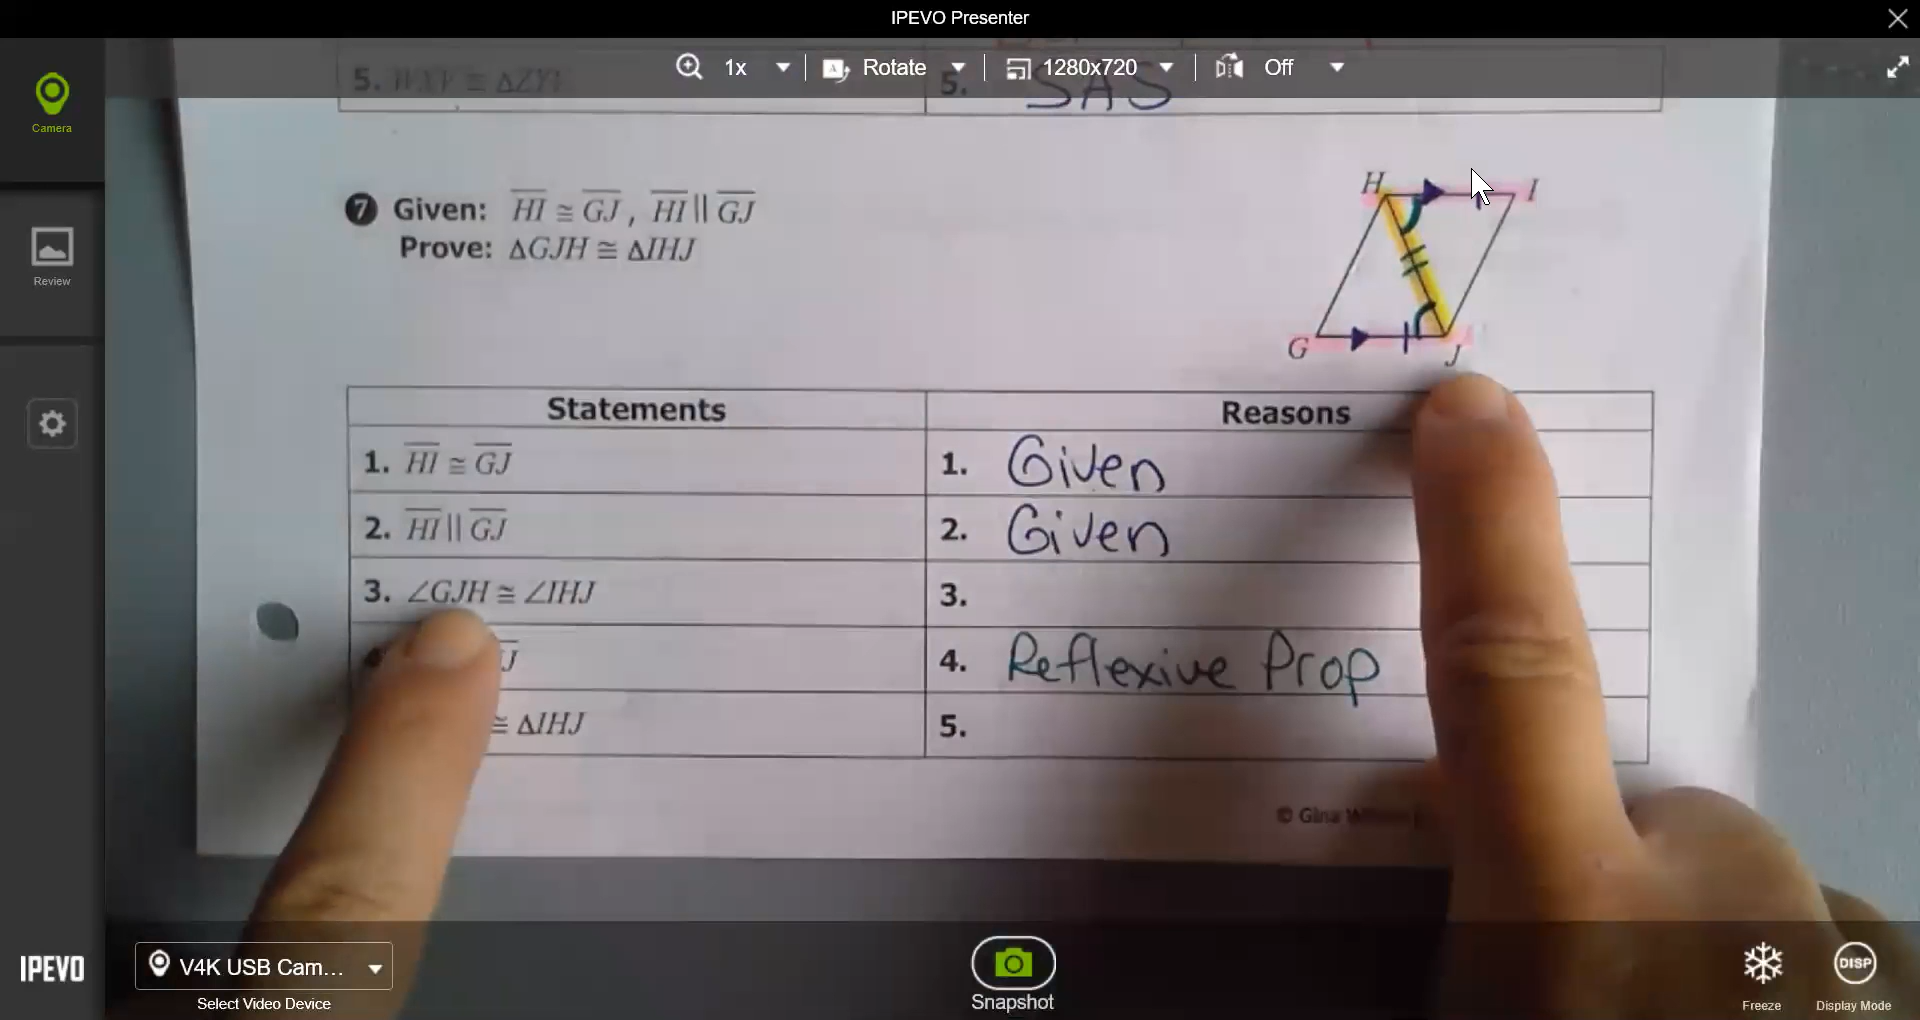 IPEVO Presenter
1x Rotate 1280x720 Off
Camera
5. ≅ 5. SAS
7 Given: HI ≅ GJ, HI || GJ
Prove: ΔGJH ≅ ΔIHJ
H I
G J
Review
Statements Reasons
1. HI ≅ GJ 1. Given
2. HI || GJ 2. Given
3. ∠GJH ≅ ∠IHJ 3.
J 4. Reflexive Prop
≅ ΔIHJ 5.
© Gina
IPEVO
V4K USB Cam...
Select Video Device
Snapshot
Freeze
DISP
Display Mode